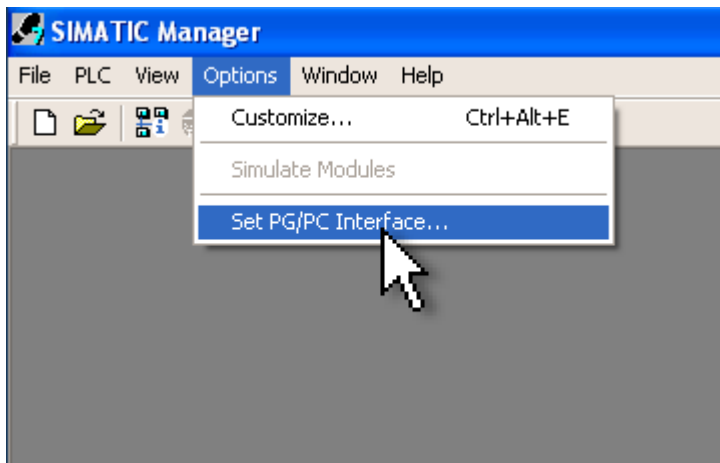 SIMATIC Manager
File PLC View Options Window Help
Customize... Ctrl+Alt+E
Simulate Modules
Set PG/PC Interface...